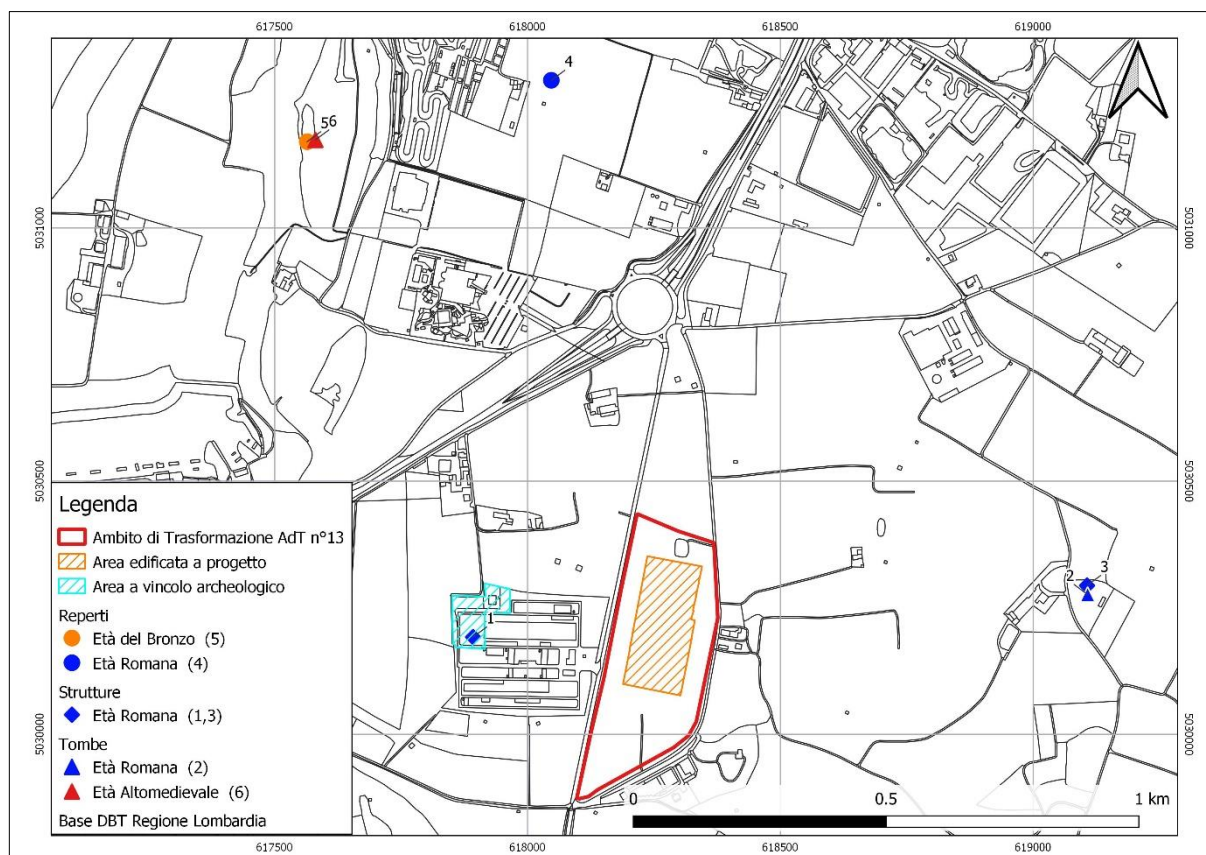 617500
618000
618500
619000
4
56
5031000
5031000
5030500
5030500
Legenda
Ambito di Trasformazione AdT n°13
Area edificata a progetto
Area a vincolo archeologico
Reperti
Età del Bronzo (5)
Età Romana (4)
Strutture
Età Romana (1,3)
Tombe
Età Romana (2)
Età Altomedievale (6)
Base DBT Regione Lombardia
1
2
3
5030000
5030000
0
0.5
1 km
617500
618000
618500
619000